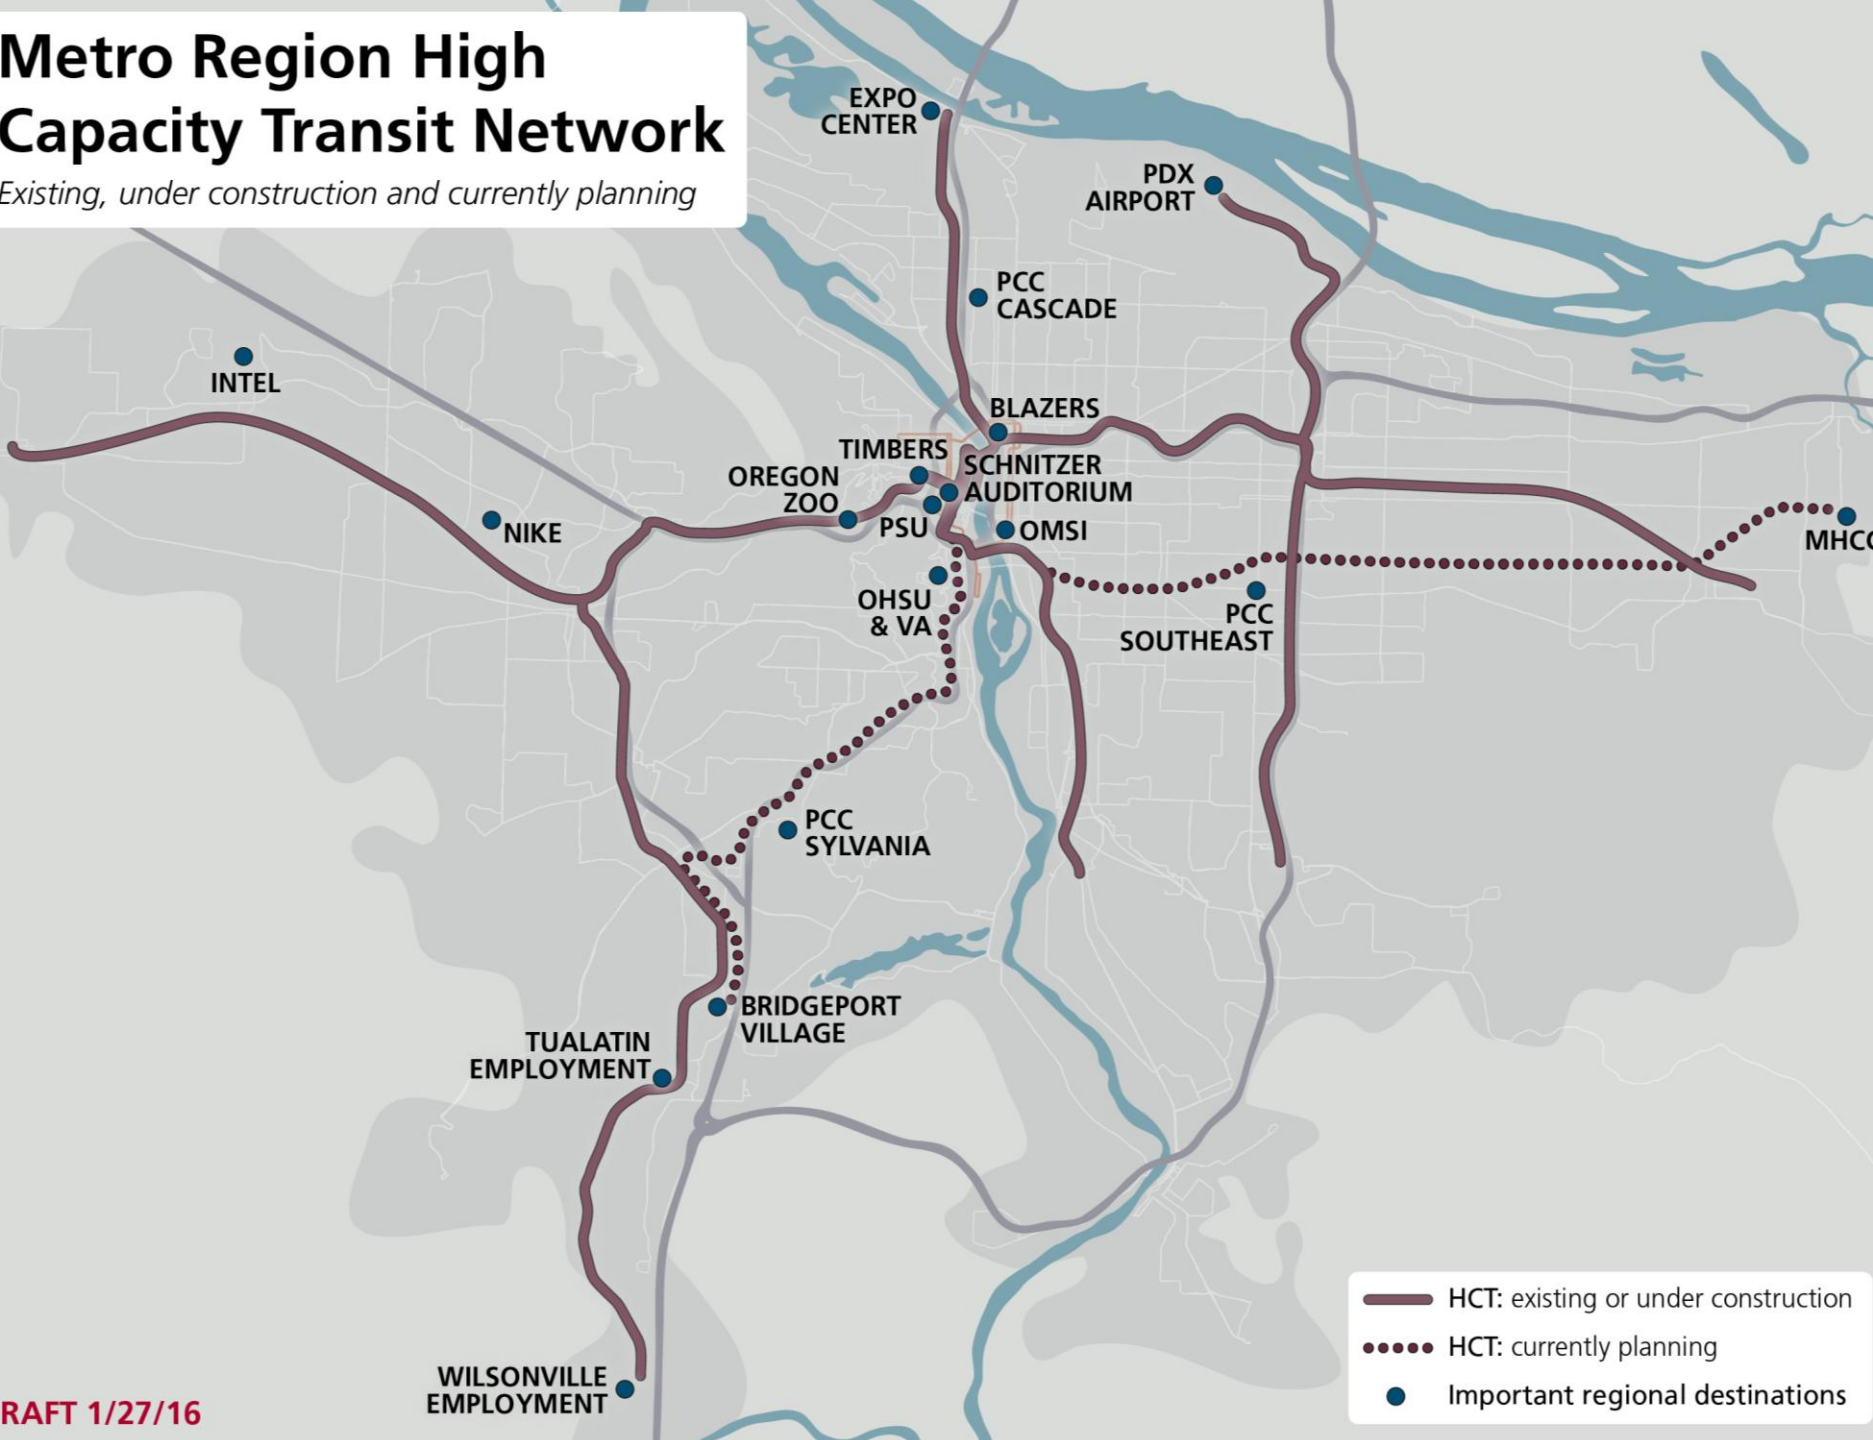 Metro Region High
Capacity Transit Network
Existing, under construction and currently planning
EXPO
CENTER
PDX
AIRPORT
PCC
CASCADE
INTEL
BLAZERS
TIMBERS
SCHNITZER
AUDITORIUM
OREGON
ZOO
PSU
OMSI
NIKE
MHCC
OHSU
& VA
PCC
SOUTHEAST
PCC
SYLVANIA
BRIDGEPORT
VILLAGE
TUALATIN
EMPLOYMENT
WILSONVILLE
EMPLOYMENT
HCT: existing or under construction
HCT: currently planning
Important regional destinations
RAFT 1/27/16